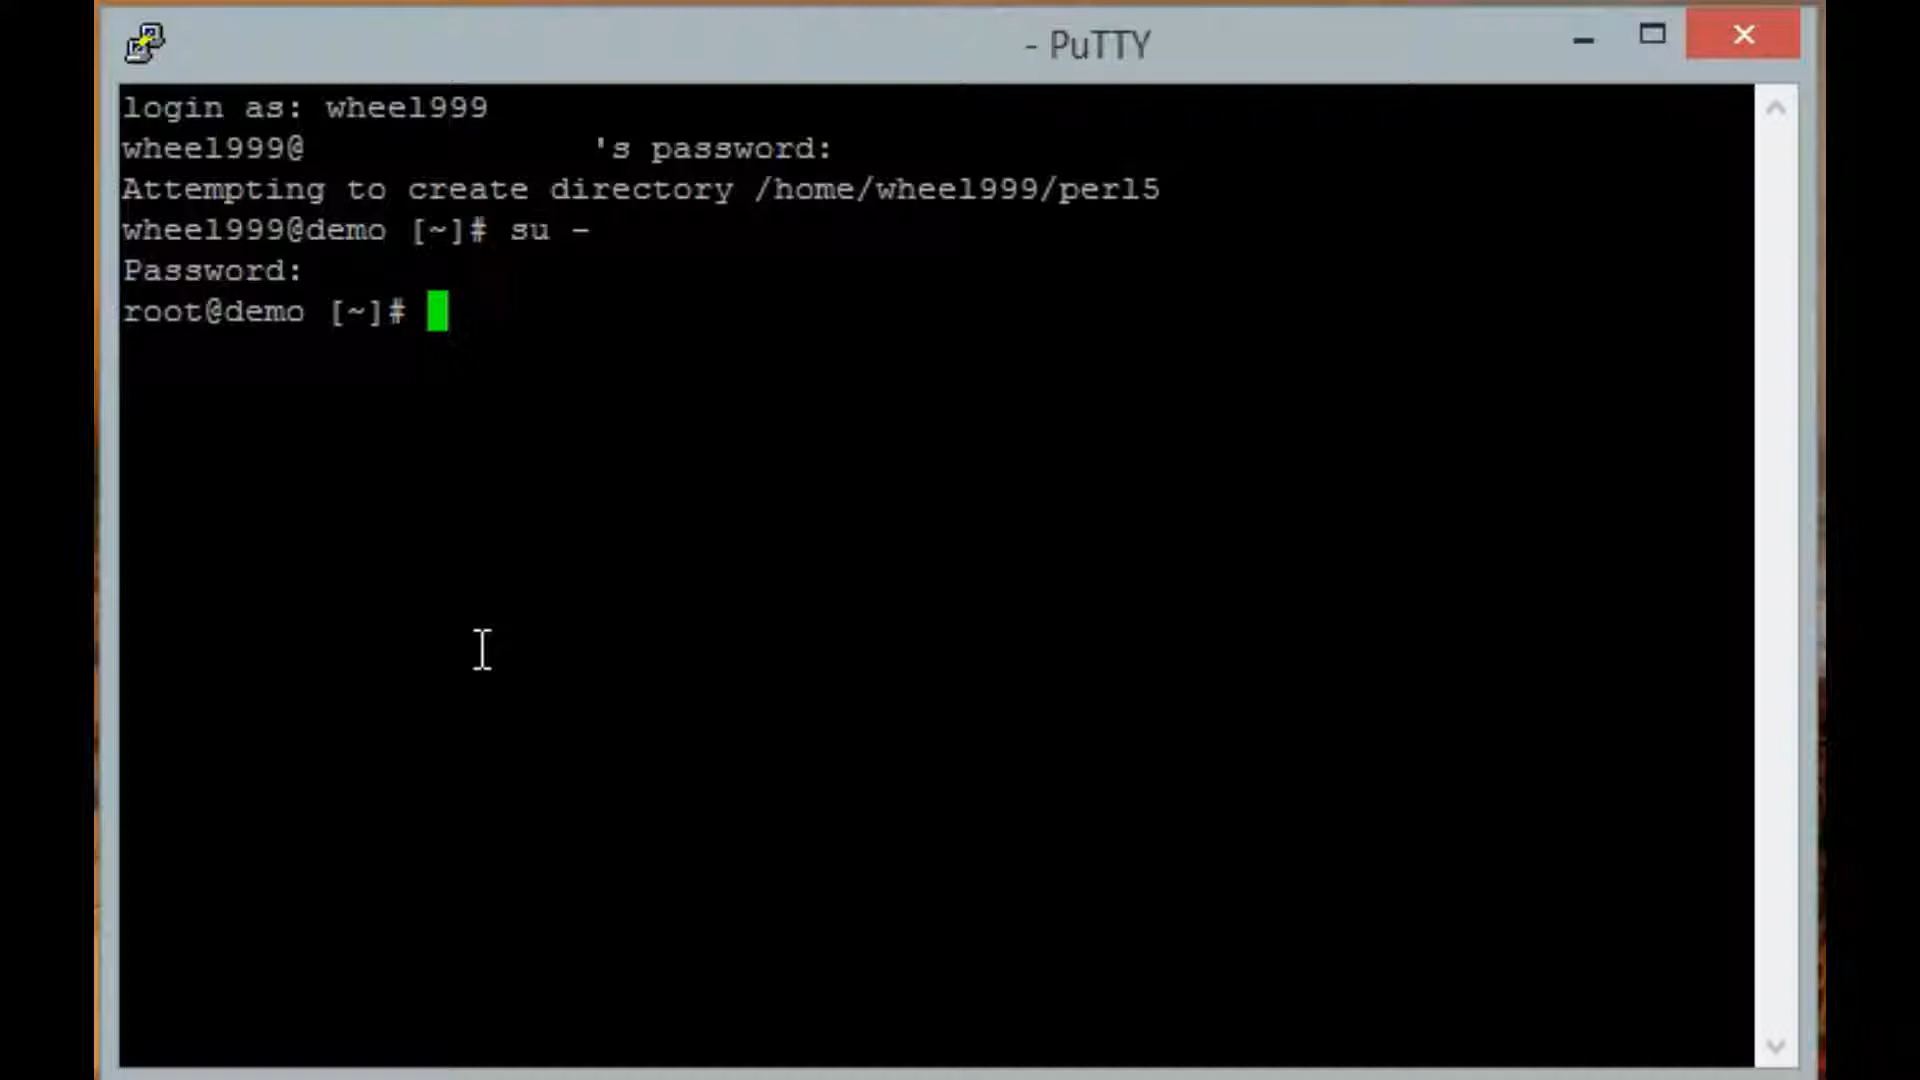 - PuTTY
login as: wheel999
wheel999@                's password:
Attempting to create directory /home/wheel999/perl5
wheel999@demo [~]# su -
Password:
root@demo [~]#